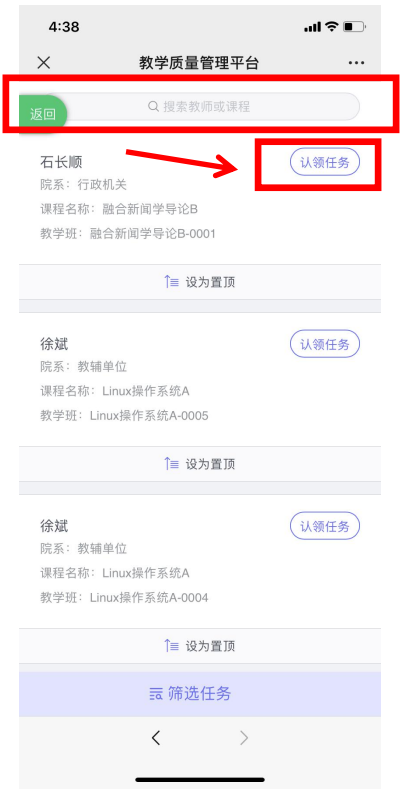 4:38
教学质量管理平台
返回
搜索教师或课程
石长顺
认领任务
院系：行政机关
课程名称：融合新闻学导论B
教学班：融合新闻学导论B-0001
设为置顶
徐斌
认领任务
院系：教辅单位
课程名称：Linux操作系统A
教学班：Linux操作系统A-0005
设为置顶
徐斌
认领任务
院系：教辅单位
课程名称：Linux操作系统A
教学班：Linux操作系统A-0004
设为置顶
筛选任务